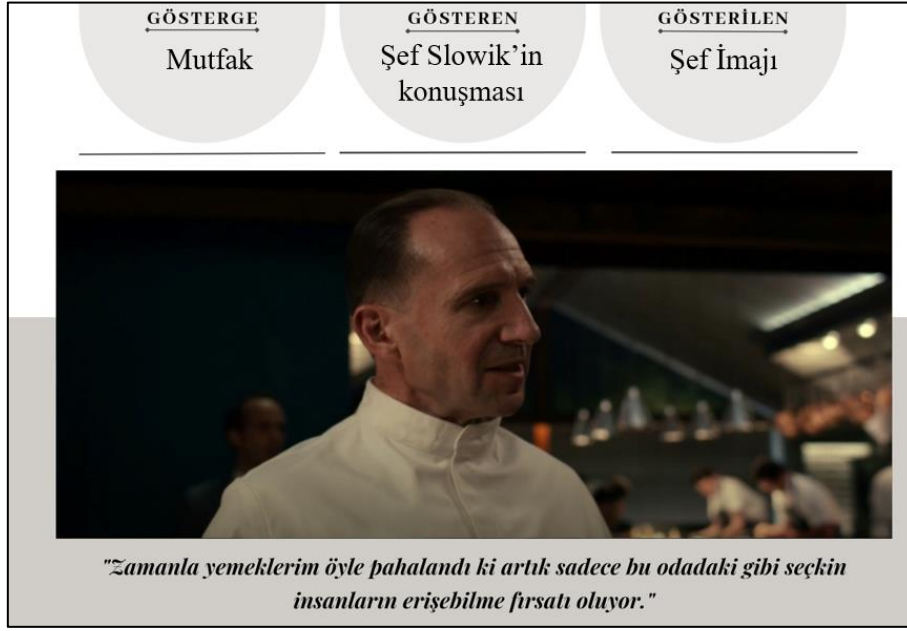 GÖSTERGE
Mutfak
GÖSTEREN
Şef Slowik’in
konuşması
GÖSTERİLEN
Şef İmajı
"Zamanla yemeklerim öyle pahalandı ki artık sadece bu odadaki gibi seçkin
insanların erişebilme fırsatı oluyor."